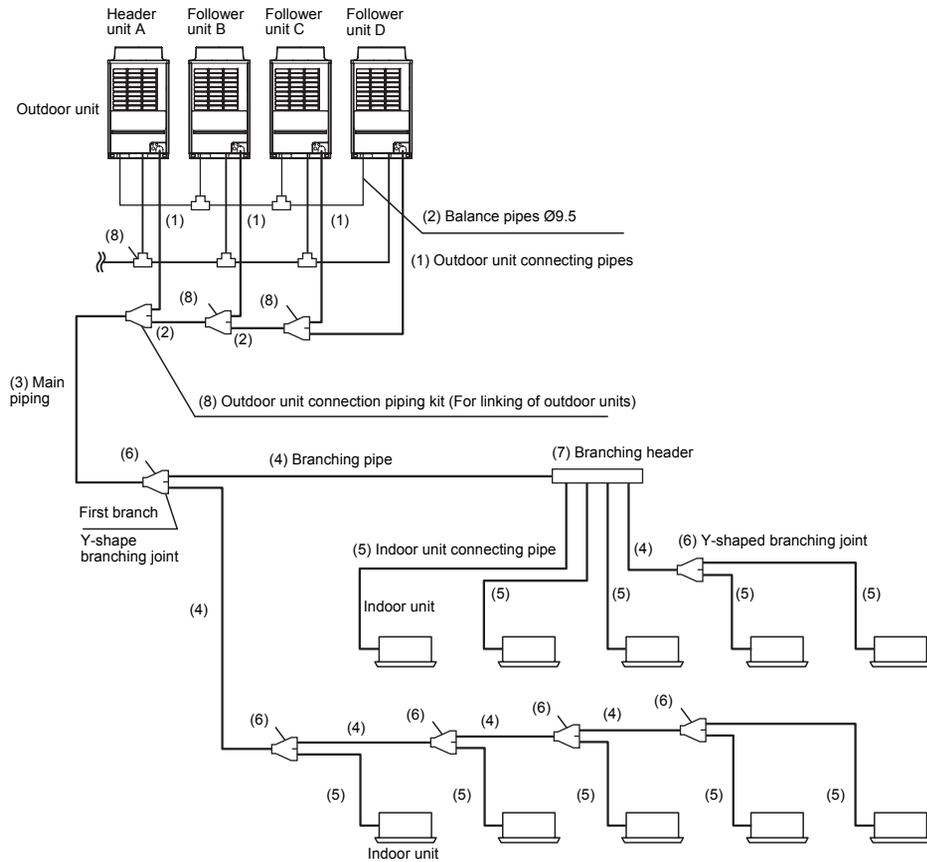 Header
unit A
Follower
unit B
Follower
unit C
Follower
unit D
Outdoor unit
(1)
(1)
(1)
(2) Balance pipes Ø9.5
(8)
(1) Outdoor unit connecting pipes
(8)
(8)
(2)
(2)
(3) Main
piping
(8) Outdoor unit connection piping kit (For linking of outdoor units)
(6)
(4) Branching pipe
(7) Branching header
First branch
Y-shape
branching joint
(5) Indoor unit connecting pipe
(4)
(6) Y-shaped branching joint
(4)
Indoor unit
(5)
(5)
(5)
(5)
(6)
(4)
(6)
(4)
(6)
(4)
(6)
(5)
(5)
(5)
(5)
(5)
Indoor unit